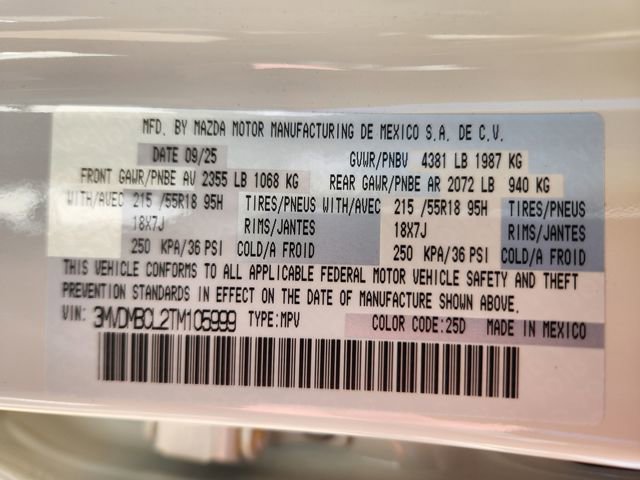 MFD. BY MAZDA MOTOR MANUFACTURING DE MEXICO S.A. DE C.V.
DATE 09/25 GVWR/PNBV 4381 LB 1987 KG
FRONT GAWR/PNBE AV 2355 LB 1068 KG REAR GAWR/PNBE AR 2072 LB 940 KG
WITH/AVEC 215 /55R18 95H TIRES/PNEUS WITH/AVEC 215 /55R18 95H TIRES/PNEUS
18X7J RIMS/JANTES 18X7J RIMS/JANTES
250 KPA/36 PSI COLD/A FROID 250 KPA/36 PSI COLD/A FROID
THIS VEHICLE CONFORMS TO ALL APPLICABLE FEDERAL MOTOR VEHICLE SAFETY AND THEFT
PREVENTION STANDARDS IN EFFECT ON THE DATE OF MANUFACTURE SHOWN ABOVE.
VIN: 3MVDMBCL2TM105999 TYPE:MPV COLOR CODE:25D MADE IN MEXICO